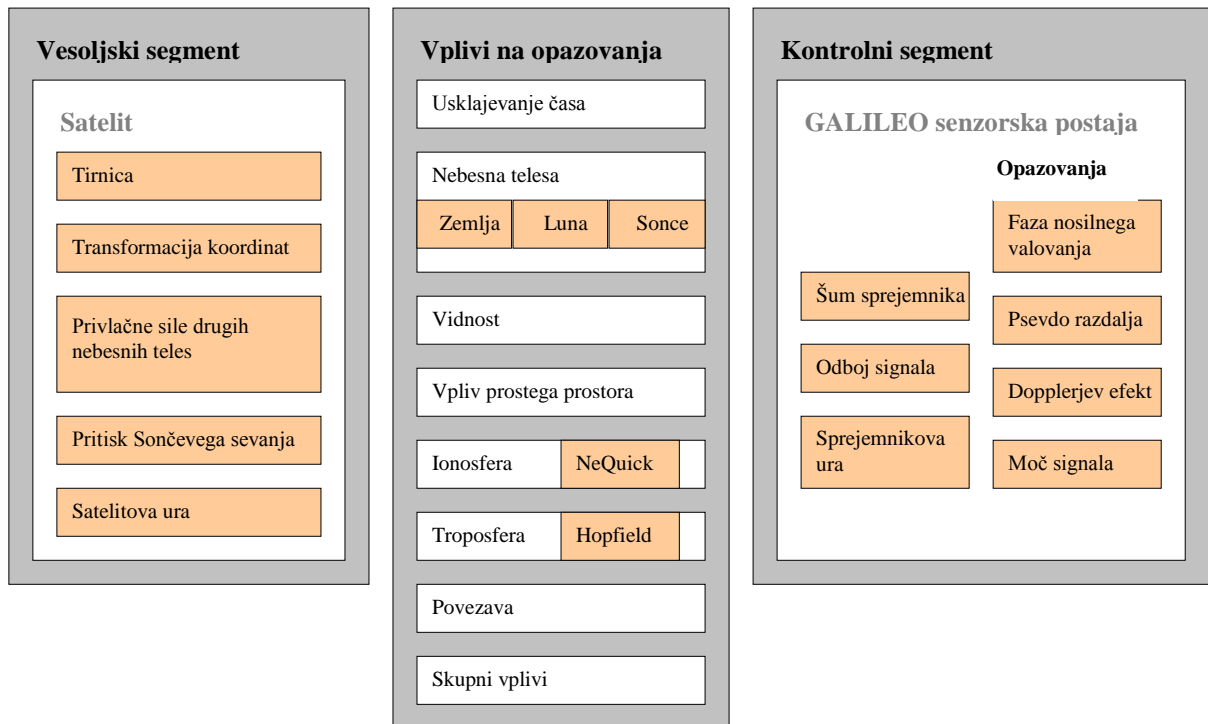 Vesoljski segment
Satelit
Tirnica
Transformacija koordinat
Privlačne sile drugih
nebesnih teles
Pritisk Sončevega sevanja
Satelitova ura
Vplivi na opazovanja
Usklajevanje časa
Nebesna telesa
Zemlja
Luna
Sonce
Vidnost
Vpliv prostega prostora
Ionosfera
NeQuick
Troposfera
Hopfield
Povezava
Skupni vplivi
Kontrolni segment
GALILEO senzorska postaja
Šum sprejemnika
Odboj signala
Sprejemnikova
ura
Opazovanja
Faza nosilnega
valovanja
Psevdo razdalja
Dopplerjev efekt
Moč signala